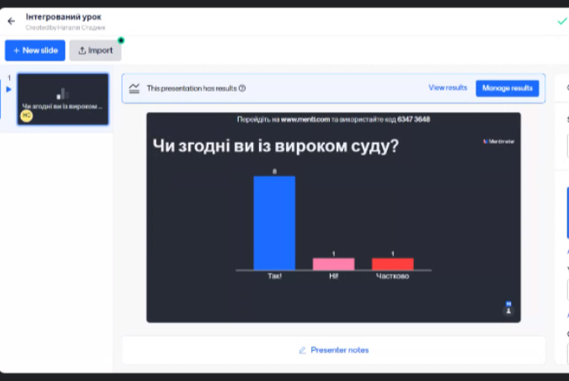 Інтегрований урок
Created by Наталія Стецюк
+ New slide
Import
1
Чи згодні ви із вироком ...
This presentation has results
View results
Manage results
Перейдіть на www.menti.com та використайте код 6347 3648
Чи згодні ви із вироком суду?
Mentimeter
8
1
1
Так!
Ні!
Частково
Presenter notes